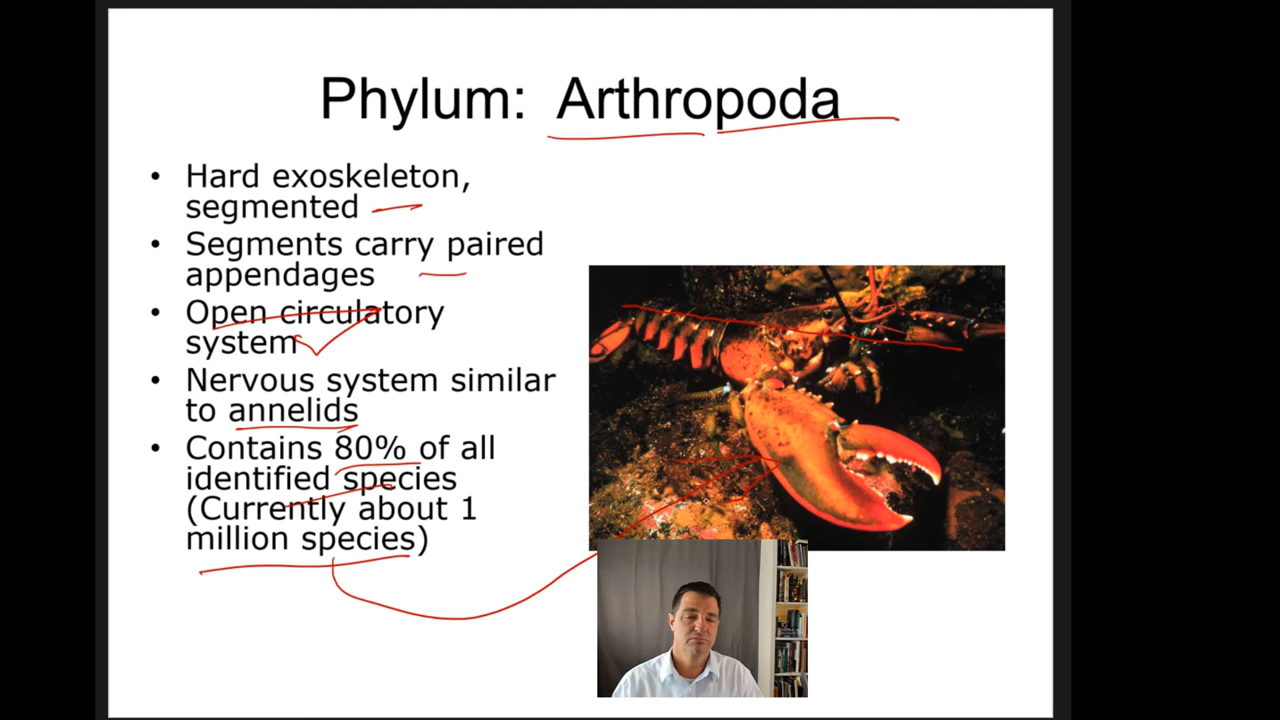 Phylum: Arthropoda
• Hard exoskeleton,
segmented
• Segments carry paired
appendages
• Open circulatory
system
• Nervous system similar
to annelids
• Contains 80% of all
identified species
(Currently about 1
million species)